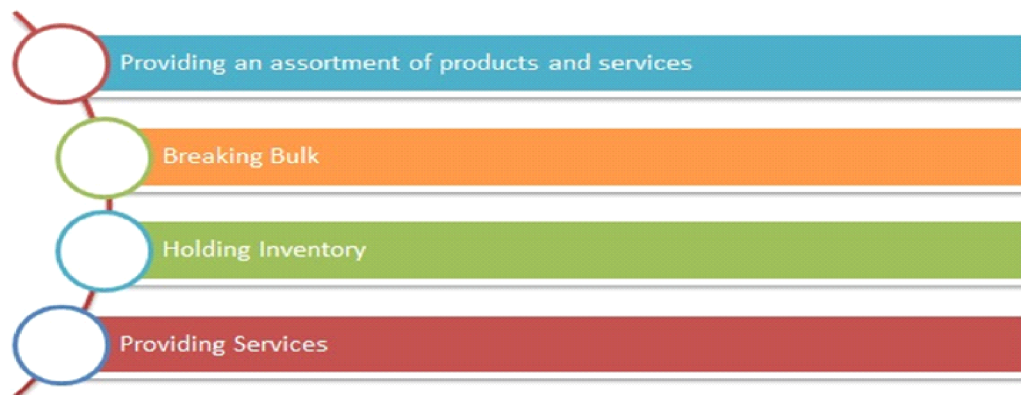 Providing an assortment of products and services
Breaking Bulk
Holding Inventory
Providing Services